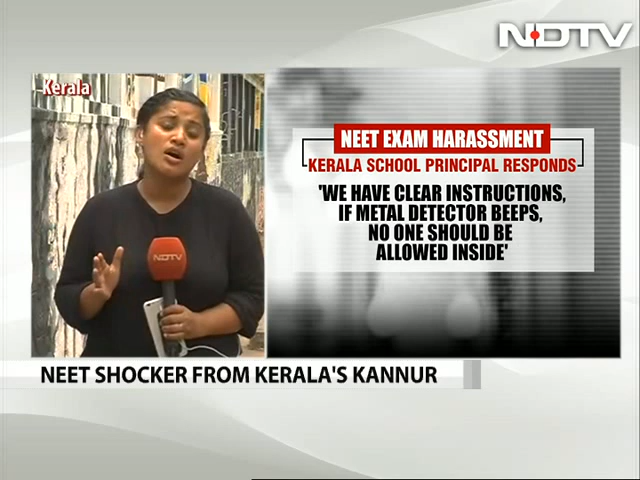 NDTV
Kerala
NEET EXAM HARASSMENT
KERALA SCHOOL PRINCIPAL RESPONDS
'WE HAVE CLEAR INSTRUCTIONS,
IF METAL DETECTOR BEEPS,
NO ONE SHOULD BE
ALLOWED INSIDE'
NDTV
NEET SHOCKER FROM KERALA'S KANNUR